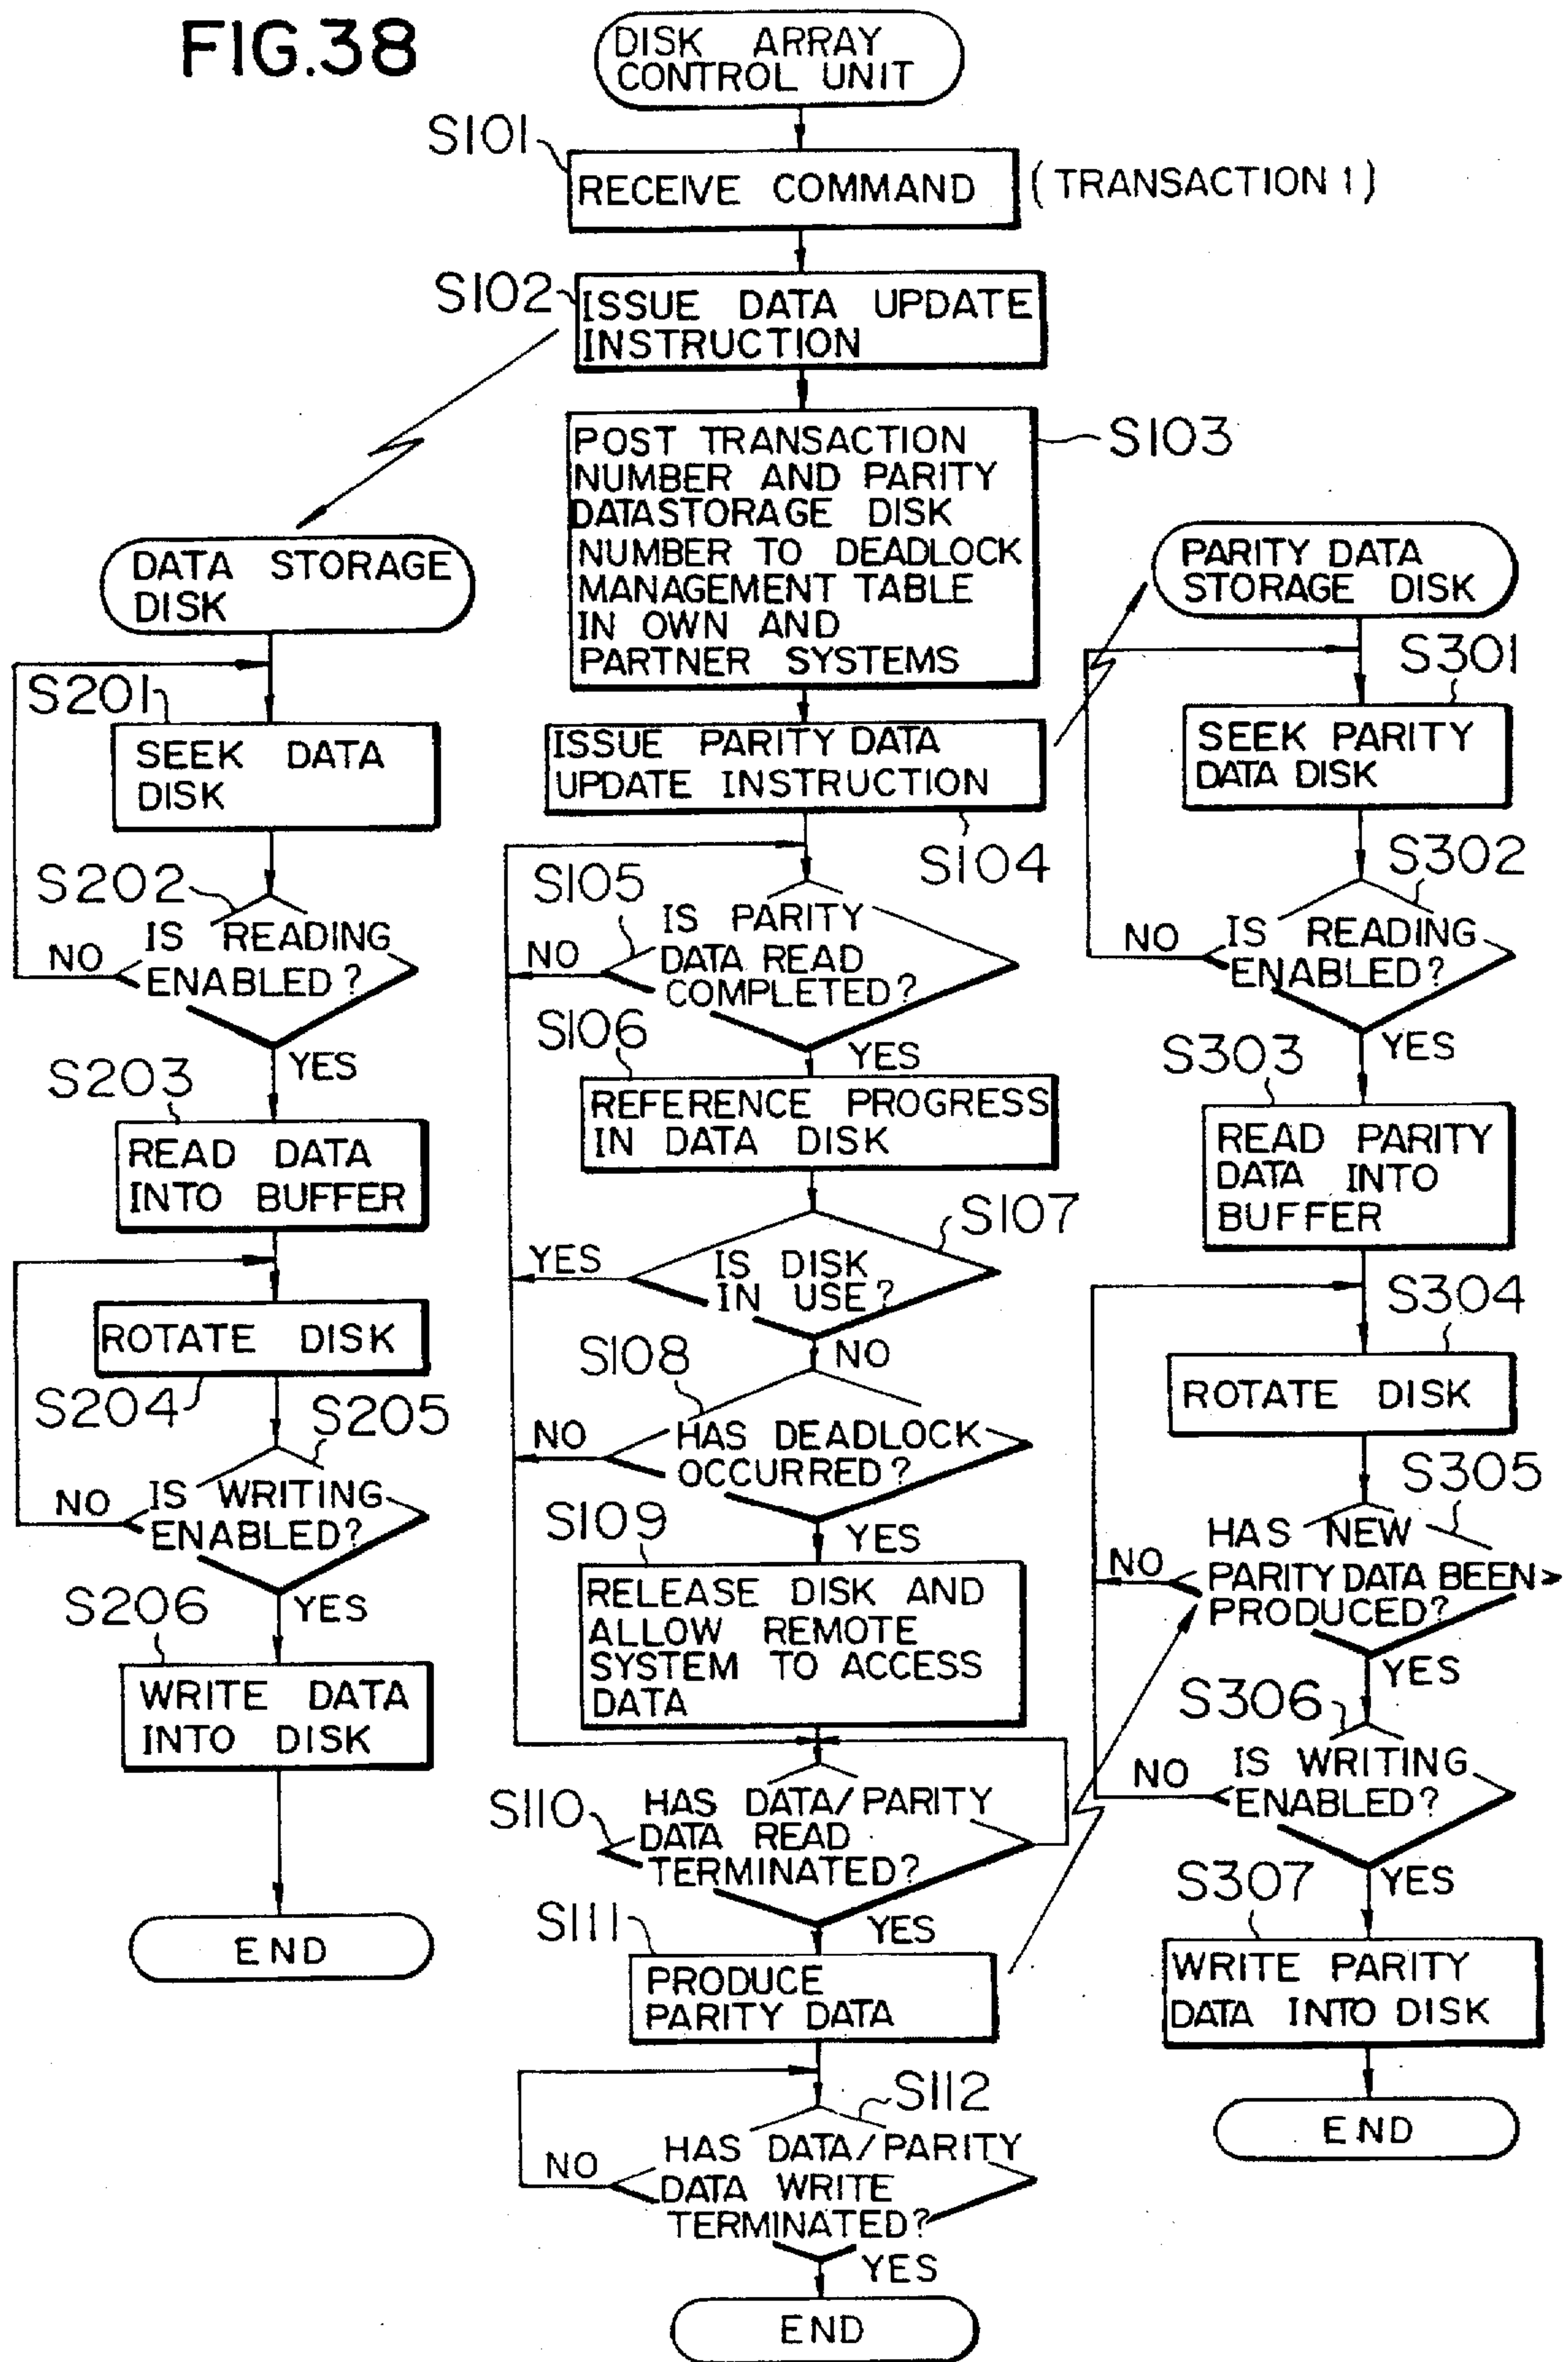 FIG.38
DISK ARRAY
CONTROL UNIT
S101
RECEIVE COMMAND
(TRANSACTION 1)
S102
ISSUE DATA UPDATE
INSTRUCTION
S103
POST TRANSACTION
NUMBER AND PARITY
DATASTORAGE DISK
NUMBER TO DEADLOCK
MANAGEMENT TABLE
IN OWN AND
PARTNER SYSTEMS
S104
ISSUE PARITY DATA
UPDATE INSTRUCTION
S105
IS PARITY
DATA READ
COMPLETED?
NO
YES
S106
REFERENCE PROGRESS
IN DATA DISK
S107
IS DISK
IN USE?
YES
NO
S108
HAS DEADLOCK
OCCURRED?
NO
YES
S109
RELEASE DISK AND
ALLOW REMOTE
SYSTEM TO ACCESS
DATA
S110
HAS DATA/PARITY
DATA READ
TERMINATED?
YES
S111
PRODUCE
PARITY DATA
S112
HAS DATA/PARITY
DATA WRITE
TERMINATED?
NO
YES
END
DATA STORAGE
DISK
S201
SEEK DATA
DISK
S202
IS READING
ENABLED?
NO
YES
S203
READ DATA
INTO BUFFER
ROTATE DISK
S204
S205
IS WRITING
ENABLED?
NO
YES
S206
WRITE DATA
INTO DISK
END
PARITY DATA
STORAGE DISK
S301
SEEK PARITY
DATA DISK
S302
IS READING
ENABLED?
NO
YES
S303
READ PARITY
DATA INTO
BUFFER
S304
ROTATE DISK
S305
HAS NEW
PARITY DATA BEEN
PRODUCED?
NO
YES
S306
IS WRITING
ENABLED?
NO
YES
S307
WRITE PARITY
DATA INTO DISK
END